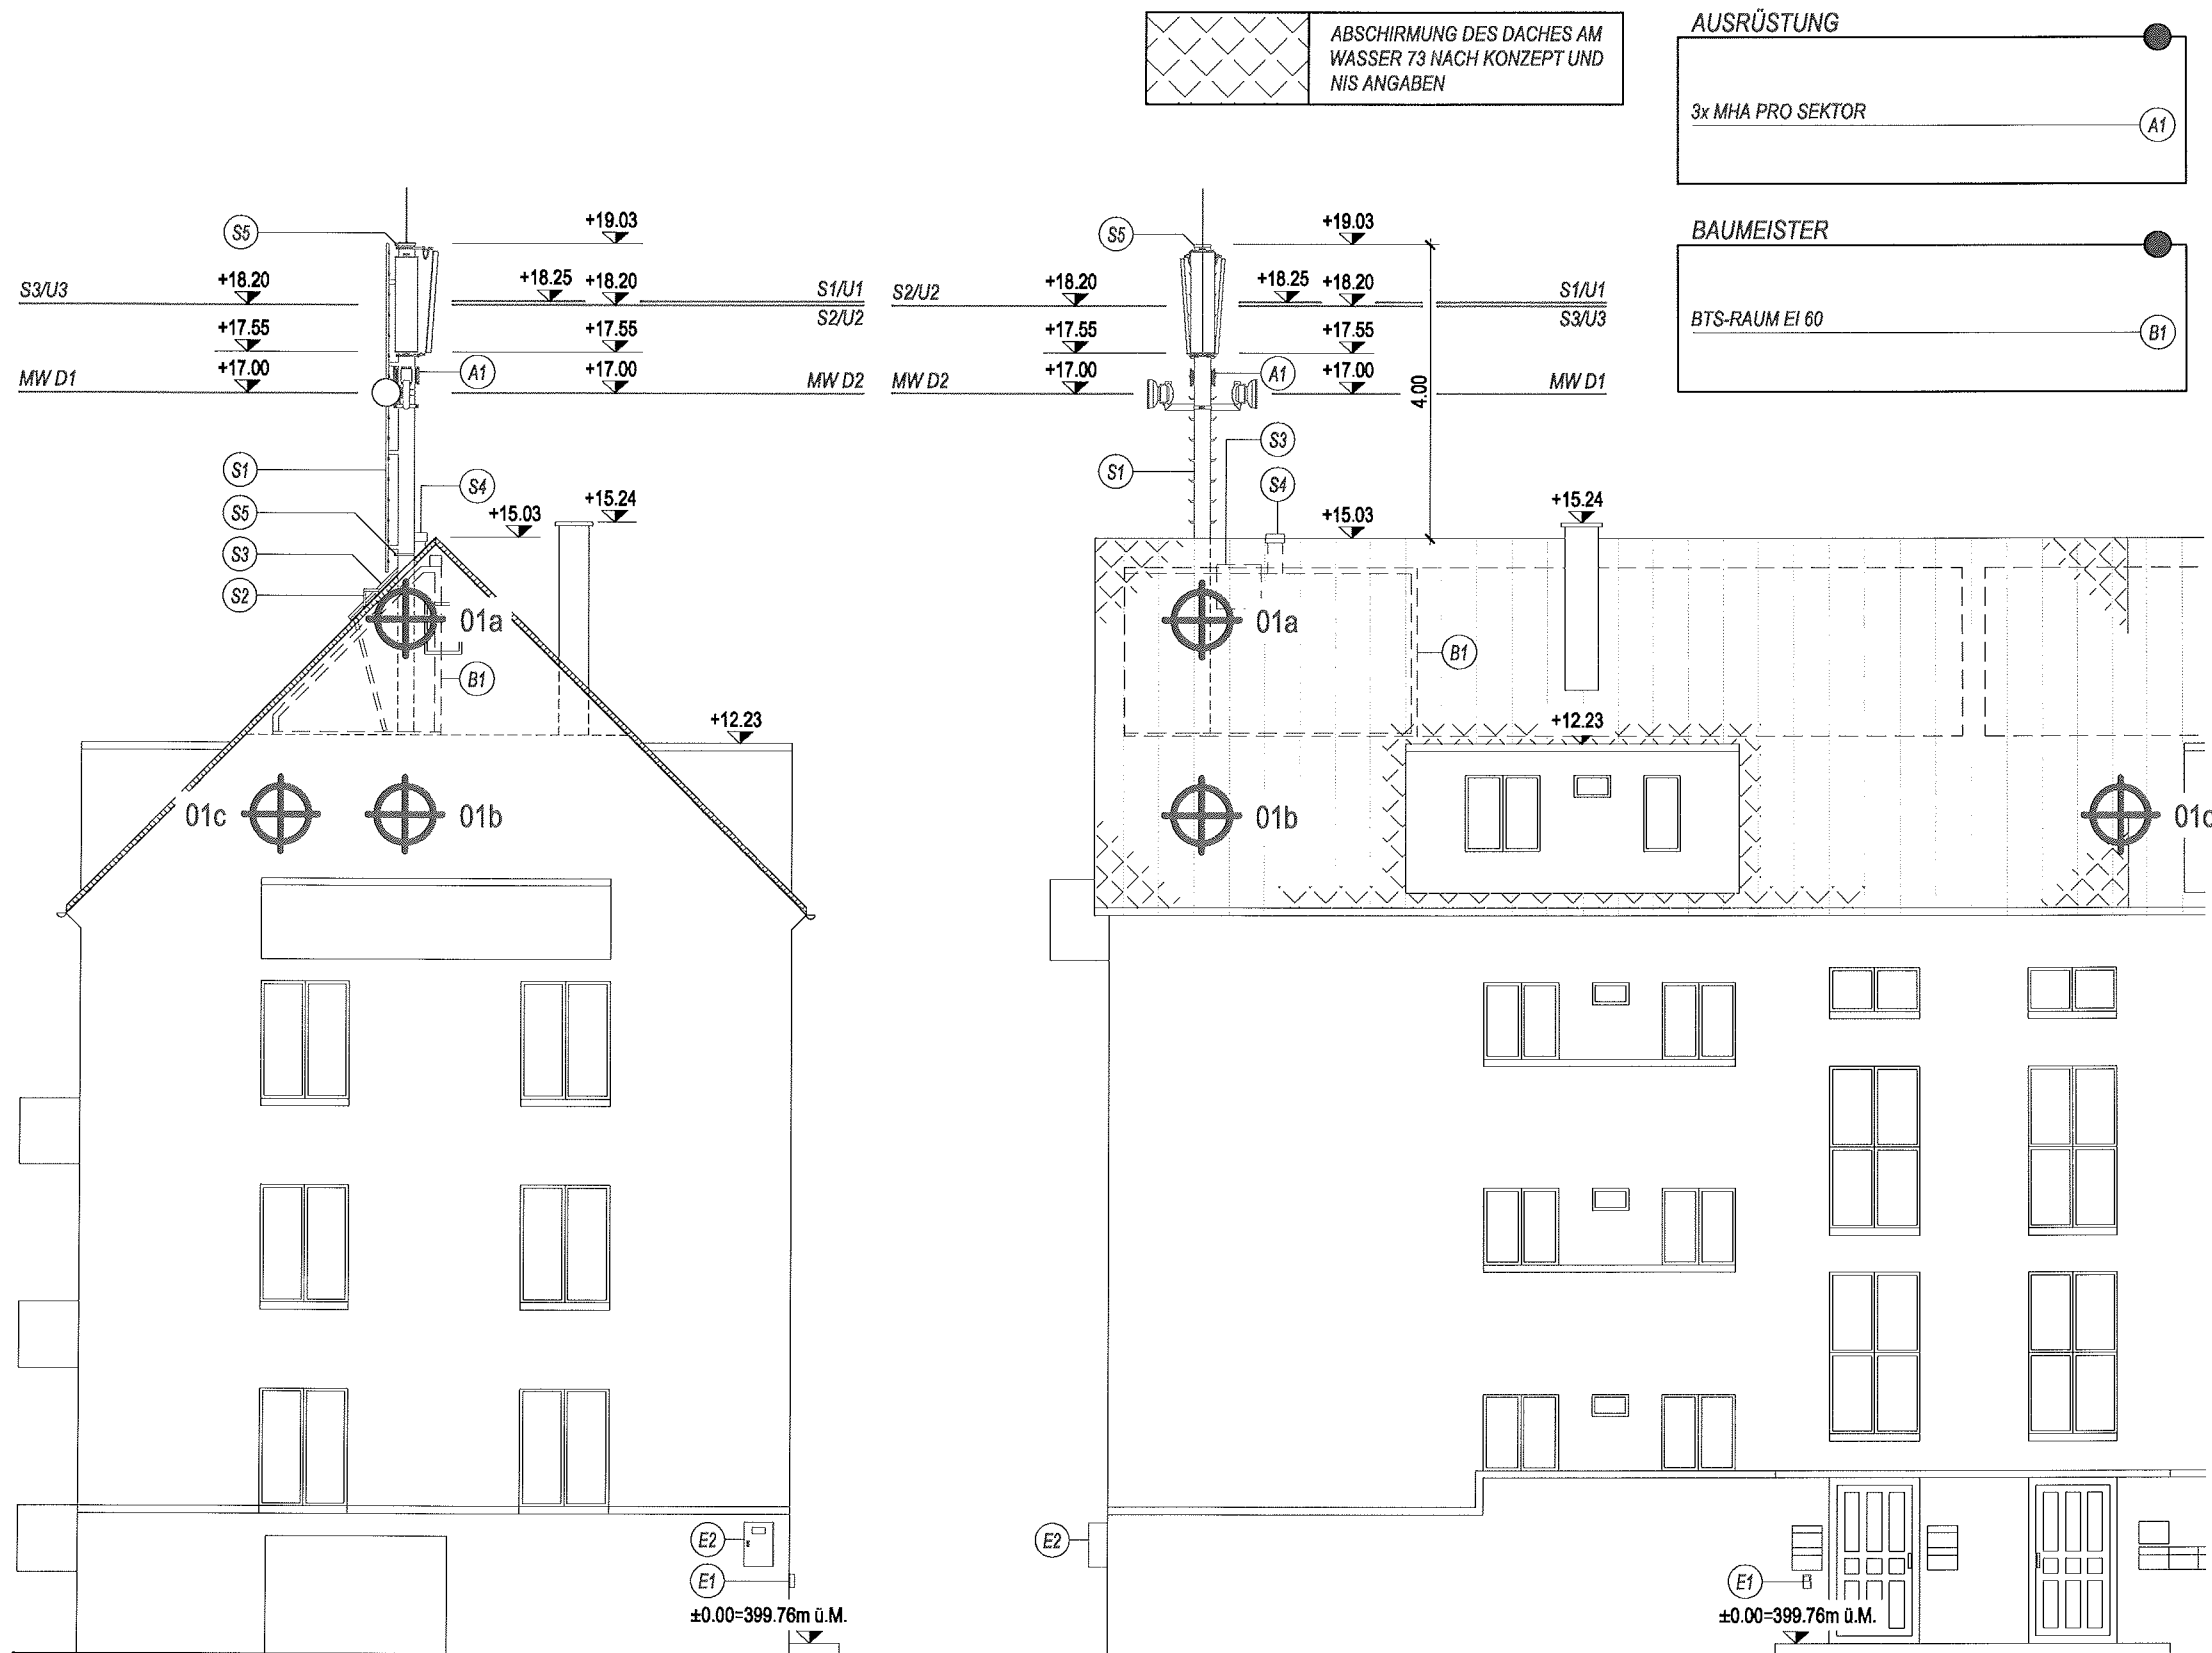 ABSCHIRMUNG DES DACHES AM
WASSER 73 NACH KONZEPT UND
NIS ANGABEN
AUSRÜSTUNG
3x MHA PRO SEKTOR
A1
BAUMEISTER
BTS-RAUM EI 60
B1
S5
+19.03
S3/U3
+18.20
+18.25
+18.20
S1/U1
S2/U2
+17.55
+17.55
MW D1
+17.00
A1
+17.00
MW D2
S1
S4
S5
+15.03
+15.24
S3
S2
01a
B1
+12.23
01c
01b
E2
E1
±0.00=399.76m ü.M.
S5
+19.03
S2/U2
+18.20
+18.25
+18.20
S1/U1
S3/U3
+17.55
+17.55
MW D2
+17.00
A1
+17.00
MW D1
4.00
S3
S1
S4
+15.03
+15.24
01a
B1
+12.23
01b
E2
E1
±0.00=399.76m ü.M.